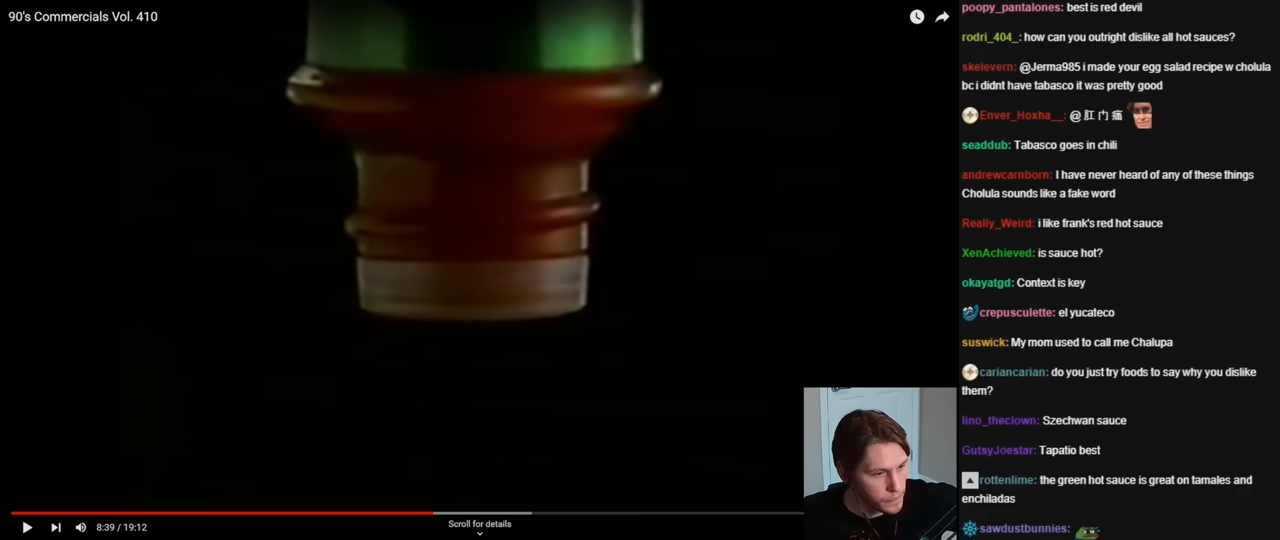 90's Commercials Vol. 410
8:39 / 19:12
Scroll for details
poopy_pantalones: best is red devil
rodri_404_: how can you outright dislike all hot sauces?
skelevern: @Jerma985 i made your egg salad recipe w cholula
bc i didnt have tabasco it was pretty good
Enver_Hoxha__: @肛门痛
seaddub: Tabasco goes in chili
andrewcarnborn: I have never heard of any of these things
Cholula sounds like a fake word
Really_Weird: i like frank's red hot sauce
XenAchieved: is sauce hot?
okayatgd: Context is key
crepusculette: el yucateco
suswick: My mom used to call me Chalupa
cariancarian: do you just try foods to say why you dislike
them?
lino_theclown: Szechwan sauce
GutsyJoestar: Tapatio best
rottenlime: the green hot sauce is great on tamales and
enchiladas
sawdustbunnies: